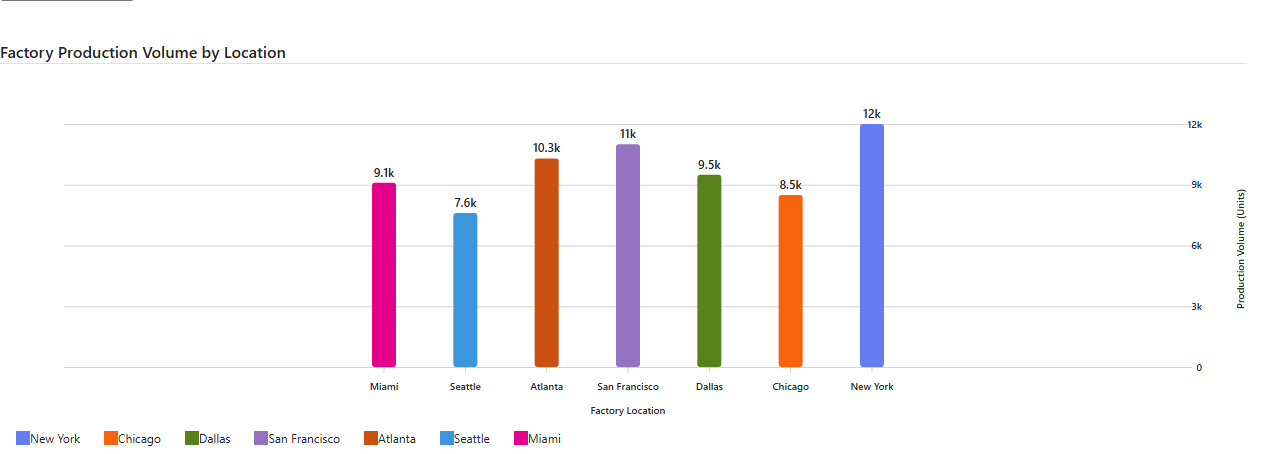 Factory Production Volume by Location
12k
11k
10.3k
9.5k
9.1k
8.5k
7.6k
12k
9k
6k
3k
0
Production Volume (Units)
Miami Seattle Atlanta San Francisco Dallas Chicago New York
Factory Location
New York Chicago Dallas San Francisco Atlanta Seattle Miami